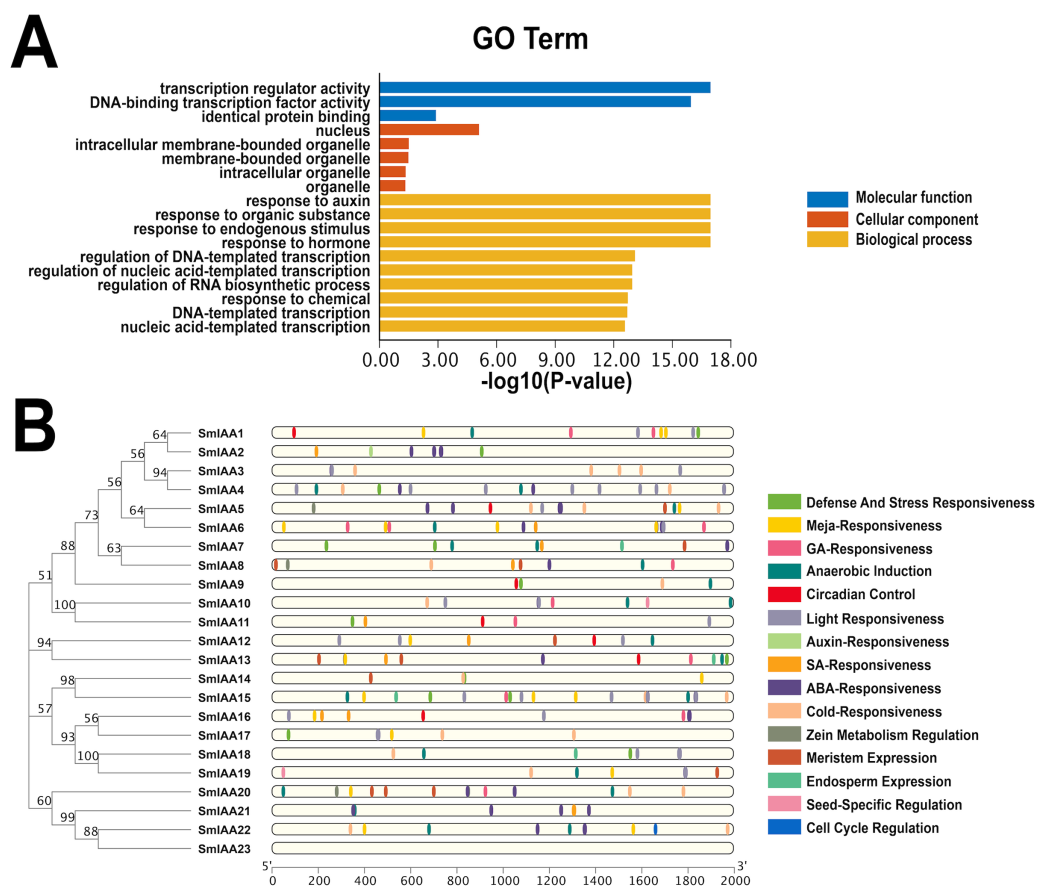 A
GO Term
transcription regulator activity
DNA-binding transcription factor activity
identical protein binding
nucleus
intracellular membrane-bounded organelle
membrane-bounded organelle
intracellular organelle
organelle
response to auxin
response to organic substance
response to endogenous stimulus
response to hormone
regulation of DNA-templated transcription
regulation of nucleic acid-templated transcription
regulation of RNA biosynthetic process
response to chemical
DNA-templated transcription
nucleic acid-templated transcription
0.00 3.00 6.00 9.00 12.00 15.00 18.00
-log10(P-value)
Molecular function
Cellular component
Biological process
B
64 SmIAA1
56 SmIAA2
94 SmIAA3
56 SmIAA4
64 SmIAA5
73 SmIAA6
63 SmIAA7
88 SmIAA8
51 SmIAA9
100 SmIAA10
SmIAA11
94 SmIAA12
SmIAA13
98 SmIAA14
57 SmIAA15
56 SmIAA16
93 SmIAA17
100 SmIAA18
SmIAA19
60 SmIAA20
99 SmIAA21
88 SmIAA22
SmIAA23
5' 3'
0 200 400 600 800 1000 1200 1400 1600 1800 2000
Defense And Stress Responsiveness
Meja-Responsiveness
GA-Responsiveness
Anaerobic Induction
Circadian Control
Light Responsiveness
Auxin-Responsiveness
SA-Responsiveness
ABA-Responsiveness
Cold-Responsiveness
Zein Metabolism Regulation
Meristem Expression
Endosperm Expression
Seed-Specific Regulation
Cell Cycle Regulation